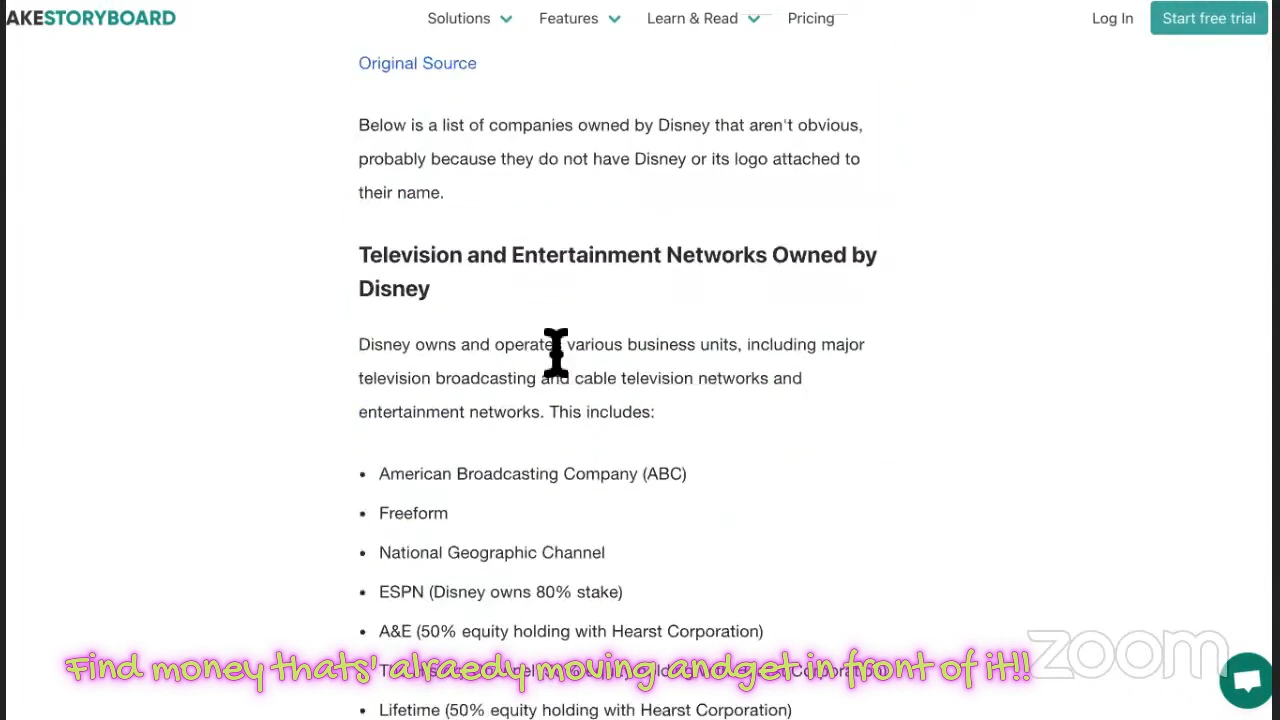 AKESTORYBOARD
Solutions
Features
Learn & Read
Pricing
Log In
Start free trial
Original Source
Below is a list of companies owned by Disney that aren't obvious,
probably because they do not have Disney or its logo attached to
their name.
Television and Entertainment Networks Owned by
Disney
Disney owns and operates various business units, including major
television broadcasting and cable television networks and
entertainment networks. This includes:
• American Broadcasting Company (ABC)
• Freeform
• National Geographic Channel
• ESPN (Disney owns 80% stake)
• A&E (50% equity holding with Hearst Corporation)
Find money thats' alraedy moving andget in front of it!!
zoom
• Lifetime (50% equity holding with Hearst Corporation)